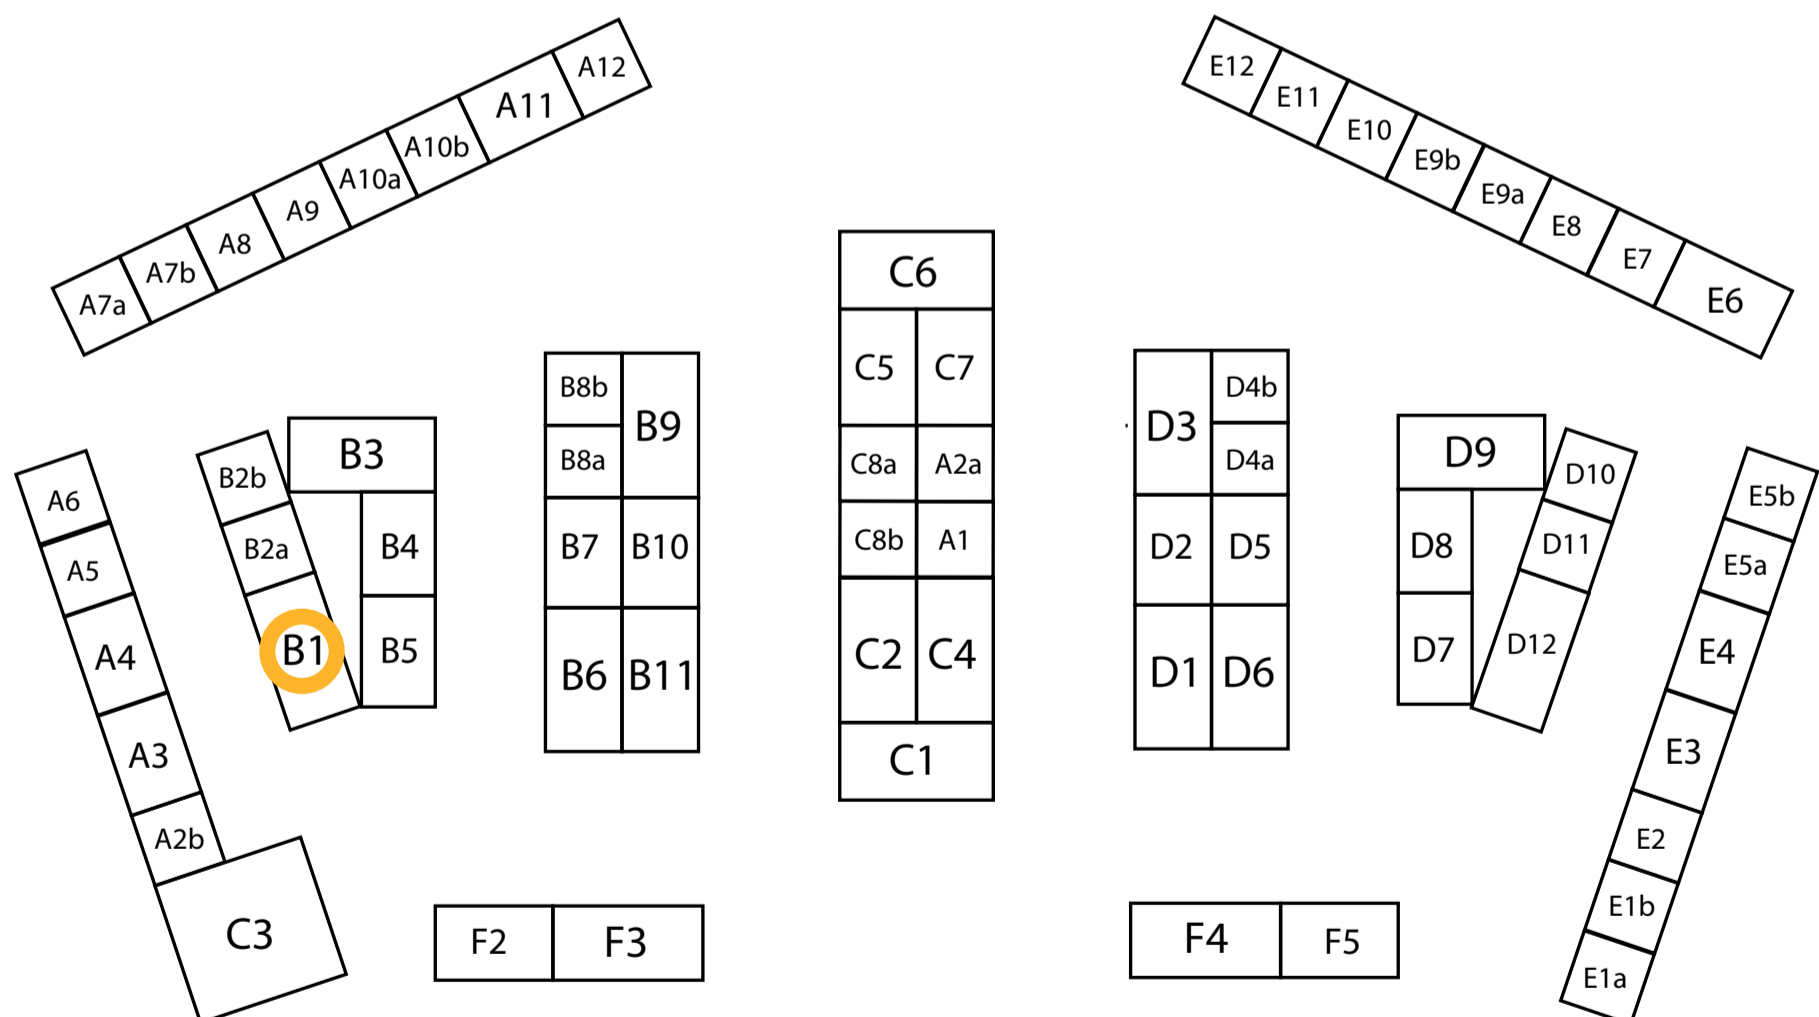 A12
A11
A10b
A10a
A9
A8
A7b
A7a
E12
E11
E10
E9b
E9a
E8
E7
E6
A6
A5
A4
A3
A2b
C3
B2b
B2a
B1
B3
B4
B5
B8b
B9
B8a
B7 B10
B6 B11
C6
C5 C7
C8a A2a
C8b A1
C2 C4
C1
D3 D4b
D4a
D2 D5
D1 D6
D9
D8
D7
D10
D11
D12
E5b
E5a
E4
E3
E2
E1b
E1a
F2 F3
F4 F5